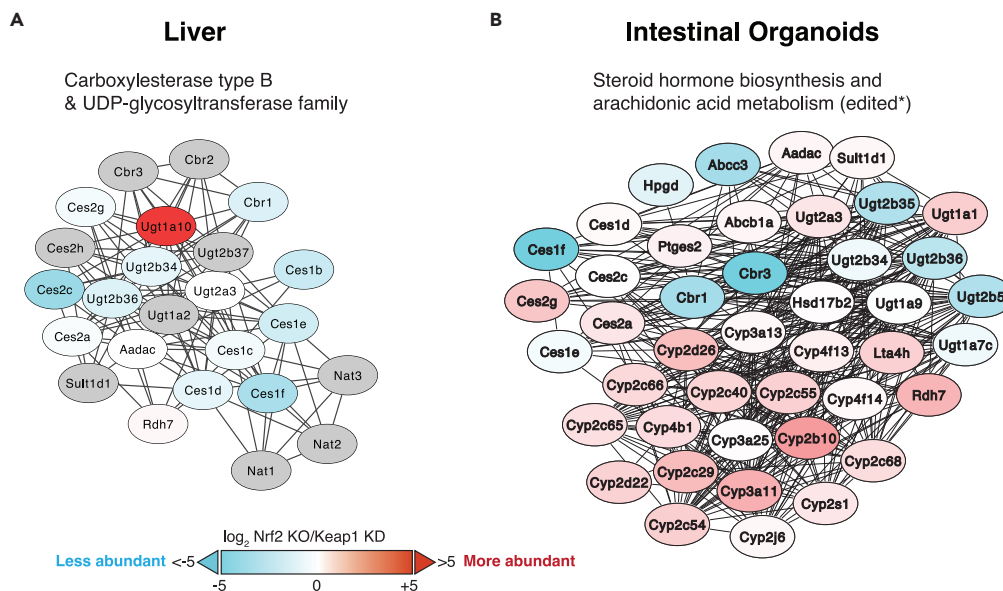 A
Liver
Carboxylesterase type B
& UDP-glycosyltransferase family
Cbr2
Cbr3
Cbr1
Ces2g
Ugt1a10
Ces2h
Ugt2b37
Ugt2b34
Ces1b
Ces2c
Ugt2b36
Ugt2a3
Ugt1a2
Ces1e
Ces2a
Aadac
Ces1c
Nat3
Sult1d1
Ces1d
Ces1f
Rdh7
Nat2
Nat1
B
Intestinal Organoids
Steroid hormone biosynthesis and
arachidonic acid metabolism (edited*)
Aadac
Sult1d1
Abcc3
Hpgd
Ugt2b35
Ces1d
Abcb1a
Ugt2a3
Ugt1a1
Ces1f
Ptges2
Ugt2b34
Ugt2b36
Ces2c
Cbr3
Ces2g
Cbr1
Hsd17b2
Ugt1a9
Ugt2b5
Ces2a
Cyp3a13
Ces1e
Cyp2d26
Cyp4f13
Lta4h
Ugt1a7c
Cyp2c66
Cyp2c40
Cyp2c55
Cyp4f14
Rdh7
Cyp2c65
Cyp4b1
Cyp3a25
Cyp2b10
Cyp2c68
Cyp2d22
Cyp2c29
Cyp3a11
Cyp2s1
Cyp2c54
Cyp2j6
log2 Nrf2 KO/Keap1 KD
Less abundant <-5 >5 More abundant
-5 0 +5